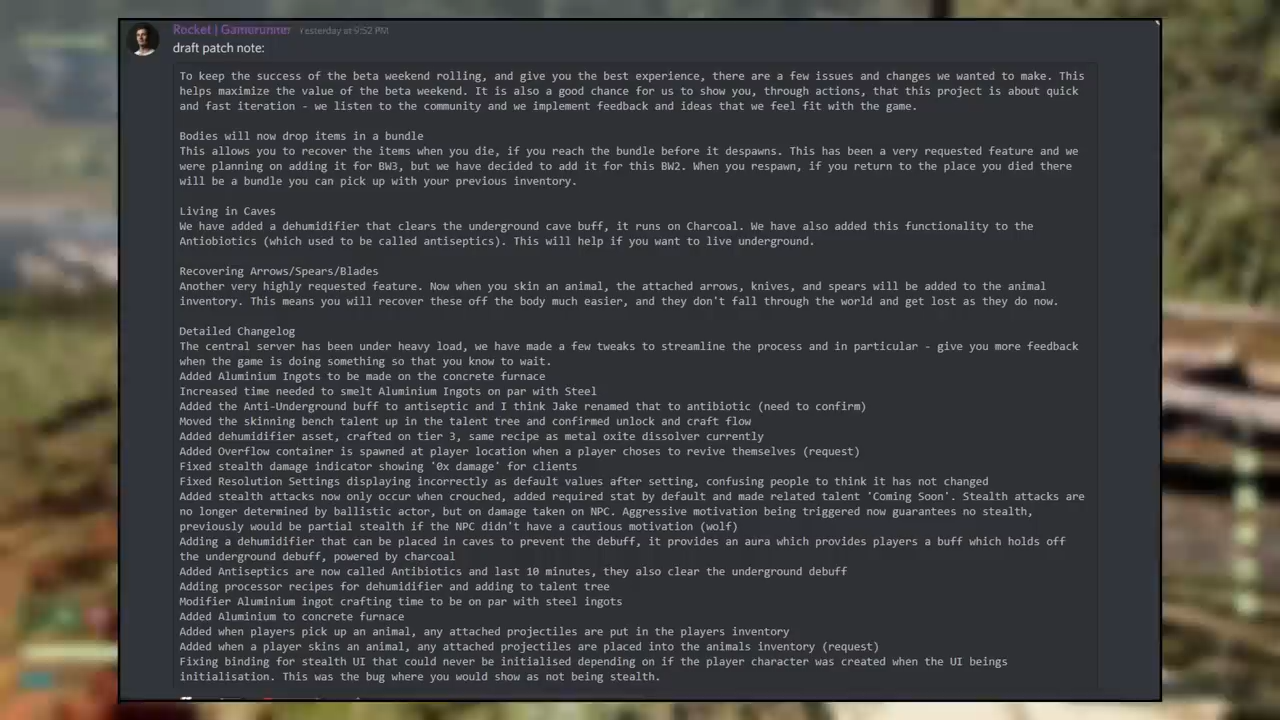 Rocket | Gamerunner Yesterday at 9:52 PM
draft patch note:
To keep the success of the beta weekend rolling, and give you the best experience, there are a few issues and changes we wanted to make. This
helps maximize the value of the beta weekend. It is also a good chance for us to show you, through actions, that this project is about quick
and fast iteration - we listen to the community and we implement feedback and ideas that we feel fit with the game.
Bodies will now drop items in a bundle
This allows you to recover the items when you die, if you reach the bundle before it despawns. This has been a very requested feature and we
were planning on adding it for BW3, but we have decided to add it for this BW2. When you respawn, if you return to the place you died there
will be a bundle you can pick up with your previous inventory.
Living in Caves
We have added a dehumidifier that clears the underground cave buff, it runs on Charcoal. We have also added this functionality to the
Antiobiotics (which used to be called antiseptics). This will help if you want to live underground.
Recovering Arrows/Spears/Blades
Another very highly requested feature. Now when you skin an animal, the attached arrows, knives, and spears will be added to the animal
inventory. This means you will recover these off the body much easier, and they don't fall through the world and get lost as they do now.
Detailed Changelog
The central server has been under heavy load, we have made a few tweaks to streamline the process and in particular - give you more feedback
when the game is doing something so that you know to wait.
Added Aluminium Ingots to be made on the concrete furnace
Increased time needed to smelt Aluminium Ingots on par with Steel
Added the Anti-Underground buff to antiseptic and I think Jake renamed that to antibiotic (need to confirm)
Moved the skinning bench talent up in the talent tree and confirmed unlock and craft flow
Added dehumidifier asset, crafted on tier 3, same recipe as metal oxite dissolver currently
Added Overflow container is spawned at player location when a player choses to revive themselves (request)
Fixed stealth damage indicator showing '0x damage' for clients
Fixed Resolution Settings displaying incorrectly as default values after setting, confusing people to think it has not changed
Added stealth attacks now only occur when crouched, added required stat by default and made related talent 'Coming Soon'. Stealth attacks are
no longer determined by ballistic actor, but on damage taken on NPC. Aggressive motivation being triggered now guarantees no stealth,
previously would be partial stealth if the NPC didn't have a cautious motivation (wolf)
Adding a dehumidifier that can be placed in caves to prevent the debuff, it provides an aura which provides players a buff which holds off
the underground debuff, powered by charcoal
Added Antiseptics are now called Antibiotics and last 10 minutes, they also clear the underground debuff
Adding processor recipes for dehumidifier and adding to talent tree
Modifier Aluminium ingot crafting time to be on par with steel ingots
Added Aluminium to concrete furnace
Added when players pick up an animal, any attached projectiles are put in the players inventory
Added when a player skins an animal, any attached projectiles are placed into the animals inventory (request)
Fixing binding for stealth UI that could never be initialised depending on if the player character was created when the UI beings
initialisation. This was the bug where you would show as not being stealth.